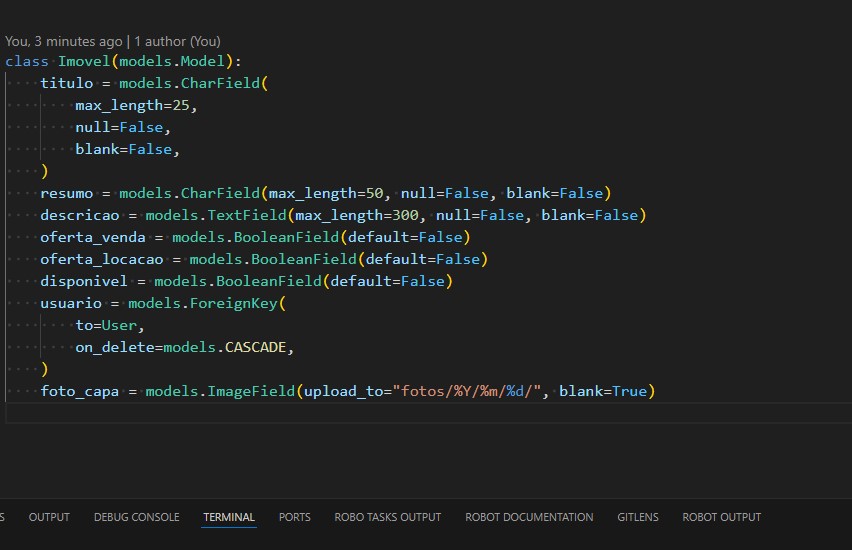 You, 3 minutes ago | 1 author (You)
class Imovel(models.Model):
    titulo = models.CharField(
        max_length=25,
        null=False,
        blank=False,
    )
    resumo = models.CharField(max_length=50, null=False, blank=False)
    descricao = models.TextField(max_length=300, null=False, blank=False)
    oferta_venda = models.BooleanField(default=False)
    oferta_locacao = models.BooleanField(default=False)
    disponivel = models.BooleanField(default=False)
    usuario = models.ForeignKey(
        to=User,
        on_delete=models.CASCADE,
    )
    foto_capa = models.ImageField(upload_to="fotos/%Y/%m/%d/", blank=True)
S OUTPUT DEBUG CONSOLE TERMINAL PORTS ROBO TASKS OUTPUT ROBOT DOCUMENTATION GITLENS ROBOT OUTPUT